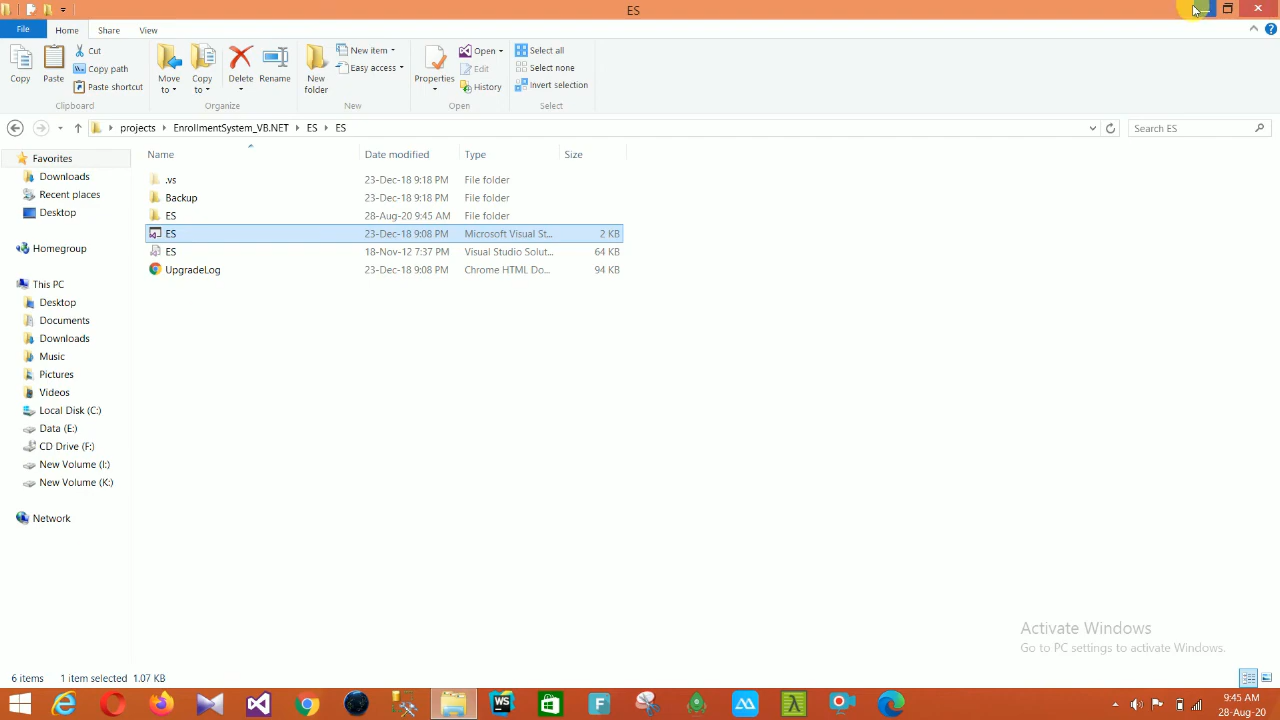 ES
File Home Share View
Copy
Paste
Cut
Copy path
Paste shortcut
Clipboard
Move to
Copy to
Delete
Rename
Organize
New folder
New item
Easy access
New
Properties
Open
Edit
History
Open
Select all
Select none
Invert selection
Select
projects EnrollmentSystem_VB.NET ES ES
Search ES
Favorites
Downloads
Recent places
Desktop
Homegroup
This PC
Desktop
Documents
Downloads
Music
Pictures
Videos
Local Disk (C:)
Data (E:)
CD Drive (F:)
New Volume (I:)
New Volume (K:)
Network
Name Date modified Type Size
.vs 23-Dec-18 9:18 PM File folder
Backup 23-Dec-18 9:18 PM File folder
ES 28-Aug-20 9:45 AM File folder
ES 23-Dec-18 9:08 PM Microsoft Visual St... 2 KB
ES 18-Nov-12 7:37 PM Visual Studio Solut... 64 KB
UpgradeLog 23-Dec-18 9:08 PM Chrome HTML Do... 94 KB
Activate Windows
Go to PC settings to activate Windows.
6 items 1 item selected 1.07 KB
WS
F
9:45 AM
28-Aug-20